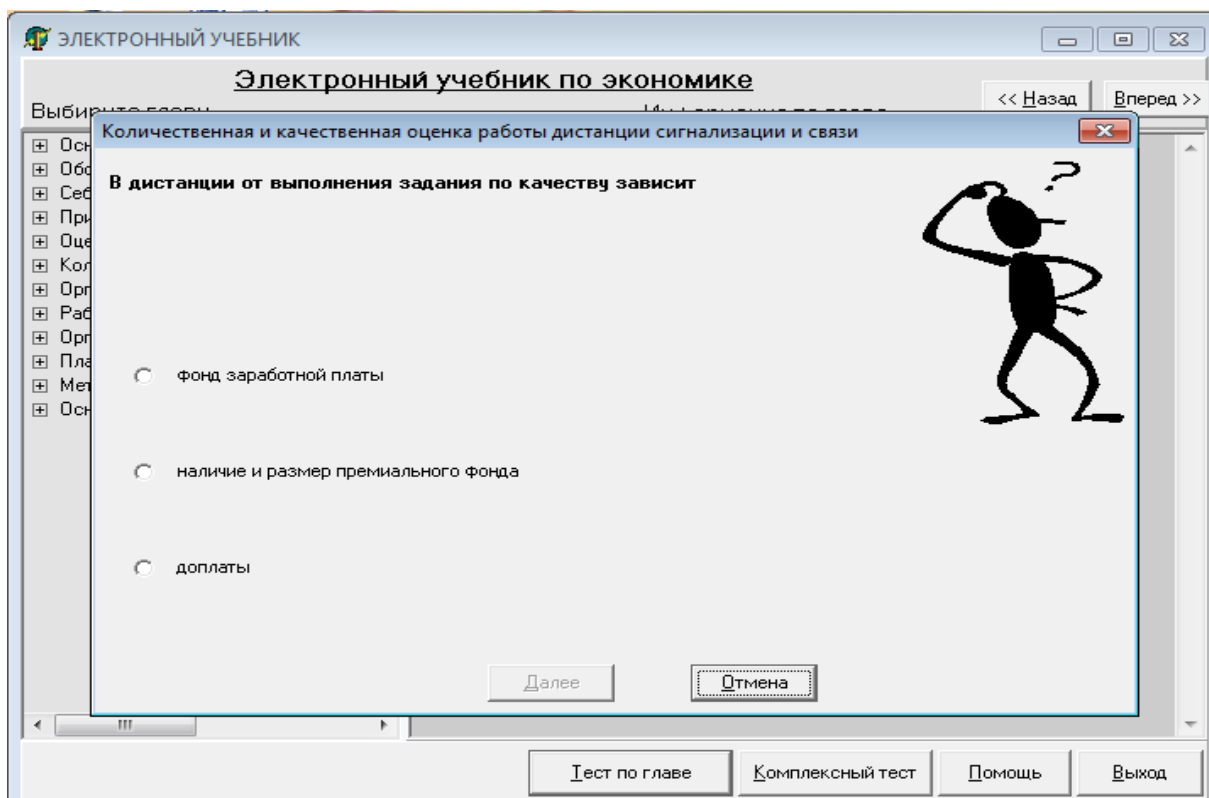 ЭЛЕКТРОННЫЙ УЧЕБНИК
Электронный учебник по экономике
<< Назад
Вперед >>
Количественная и качественная оценка работы дистанции сигнализации и связи
В дистанции от выполнения задания по качеству зависит
?
фонд заработной платы
наличие и размер премиального фонда
доплаты
Далее
Отмена
Тест по главе
Комплексный тест
Помощь
Выход